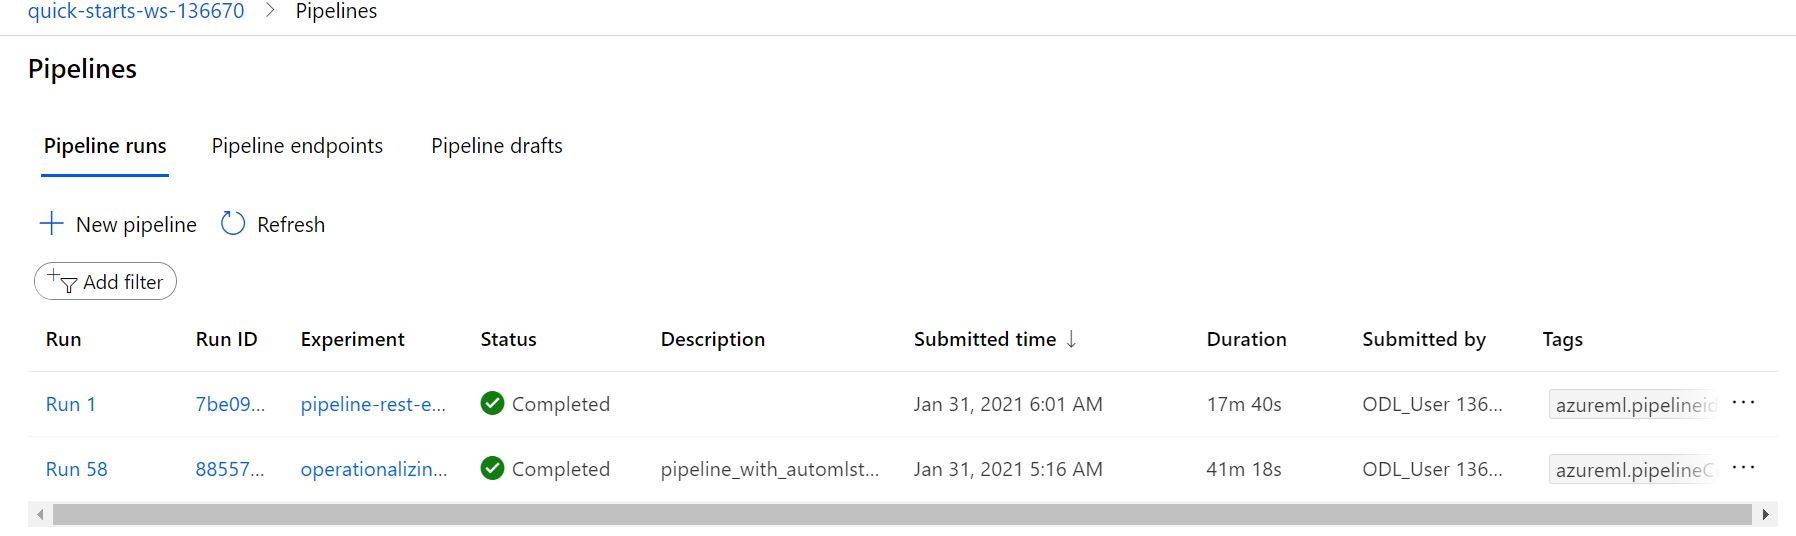 quick-starts-ws-136670 > Pipelines
Pipelines
Pipeline runs Pipeline endpoints Pipeline drafts
New pipeline Refresh
Add filter
Run Run ID Experiment Status Description Submitted time ↓ Duration Submitted by Tags
Run 1 7be09... pipeline-rest-e... Completed Jan 31, 2021 6:01 AM 17m 40s ODL_User 136... azureml.pipelineid ...
Run 58 88557... operationalizin... Completed pipeline_with_automlst... Jan 31, 2021 5:16 AM 41m 18s ODL_User 136... azureml.pipelineC ...